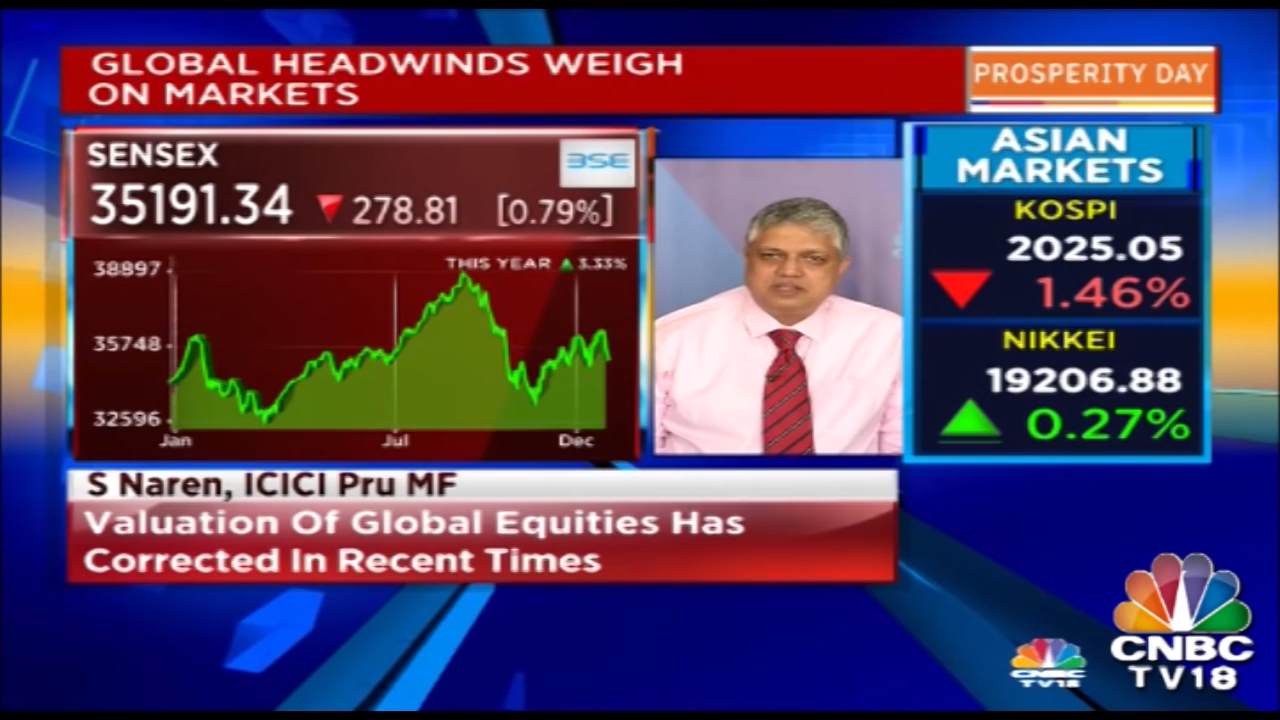 GLOBAL HEADWINDS WEIGH
ON MARKETS
PROSPERITY DAY
SENSEX
BSE
35191.34 ▼ 278.81 [0.79%]
THIS YEAR ▲ 3.33%
38897
35748
32596
Jan Jul Dec
ASIAN
MARKETS
KOSPI
2025.05
▼ 1.46%
NIKKEI
19206.88
▲ 0.27%
S Naren, ICICI Pru MF
Valuation Of Global Equities Has
Corrected In Recent Times
CNBC
TV18
CNBC
TV18